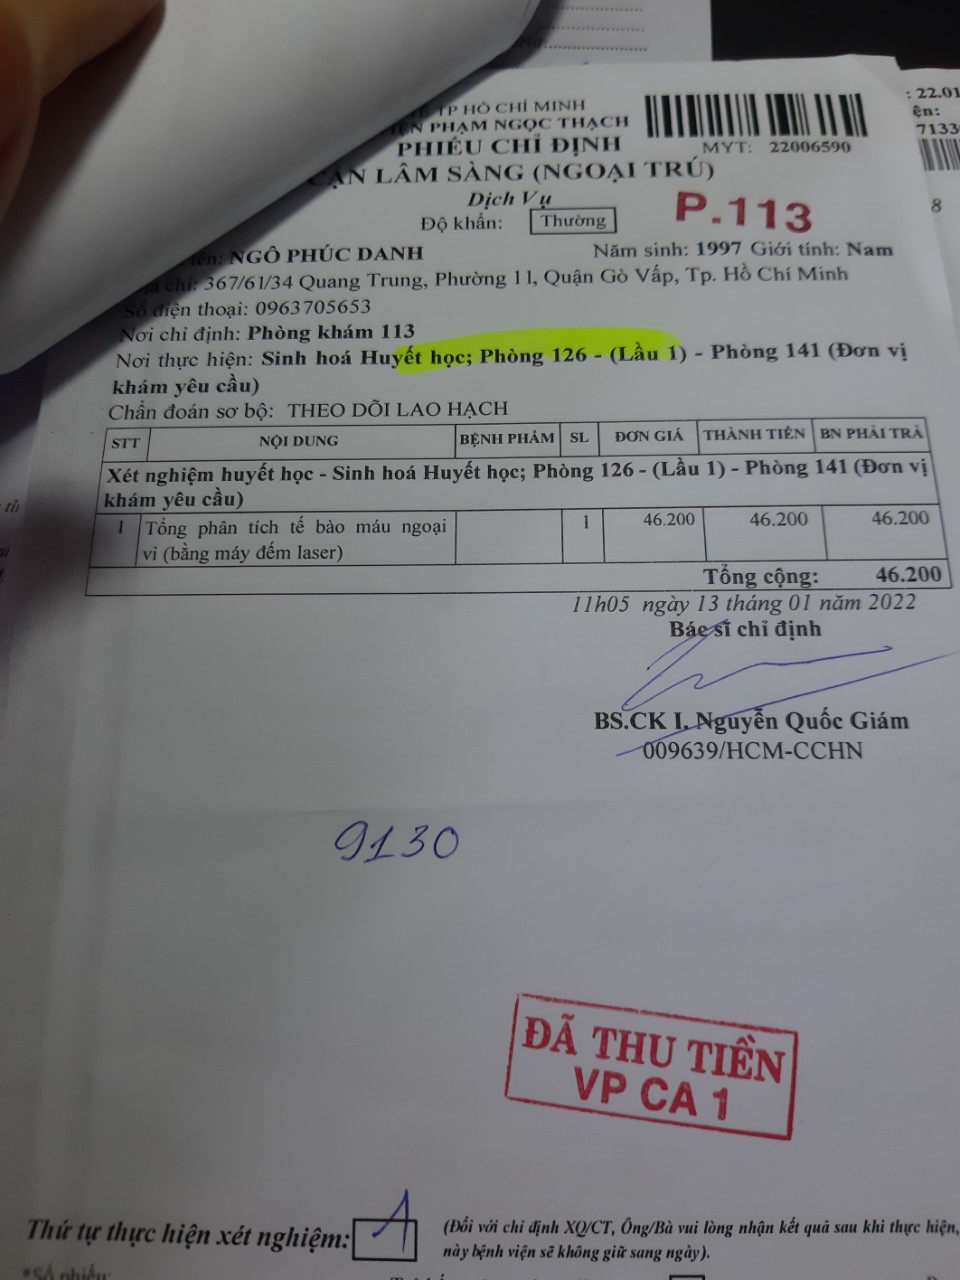 TP HỒ CHÍ MINH
PHẠM NGỌC THẠCH
PHIẾU CHỈ ĐỊNH
CẬN LÂM SÀNG (NGOẠI TRÚ)
Dịch Vụ
Độ khẩn: Thường
MYT: 22006590
P.113
NGÔ PHÚC DANH Năm sinh: 1997 Giới tính: Nam
chỉ: 367/61/34 Quang Trung, Phường 11, Quận Gò Vấp, Tp. Hồ Chí Minh
Số điện thoại: 0963705653
Nơi chỉ định: Phòng khám 113
Nơi thực hiện: Sinh hoá Huyết học; Phòng 126 - (Lầu 1) - Phòng 141 (Đơn vị
khám yêu cầu)
Chẩn đoán sơ bộ: THEO DÕI LAO HẠCH
STT NỘI DUNG BỆNH PHẨM SL ĐƠN GIÁ THÀNH TIỀN BN PHẢI TRẢ
Xét nghiệm huyết học - Sinh hoá Huyết học; Phòng 126 - (Lầu 1) - Phòng 141 (Đơn vị
khám yêu cầu)
1 Tổng phân tích tế bào máu ngoại 1 46.200 46.200 46.200
vi (bằng máy đếm laser)
Tổng cộng: 46.200
11h05 ngày 13 tháng 01 năm 2022
Bác sĩ chỉ định
BS.CK I. Nguyễn Quốc Giám
009639/HCM-CCHN
9130
ĐÃ THU TIỀN
VP CA 1
Thứ tự thực hiện xét nghiệm: 1
(Đối với chỉ định XQ/CT, Ông/Bà vui lòng nhận kết quả sau khi thực hiện,
này bệnh viện sẽ không giữ sang ngày).
*Số phiếu:
: 22.01
ên:
7133
8